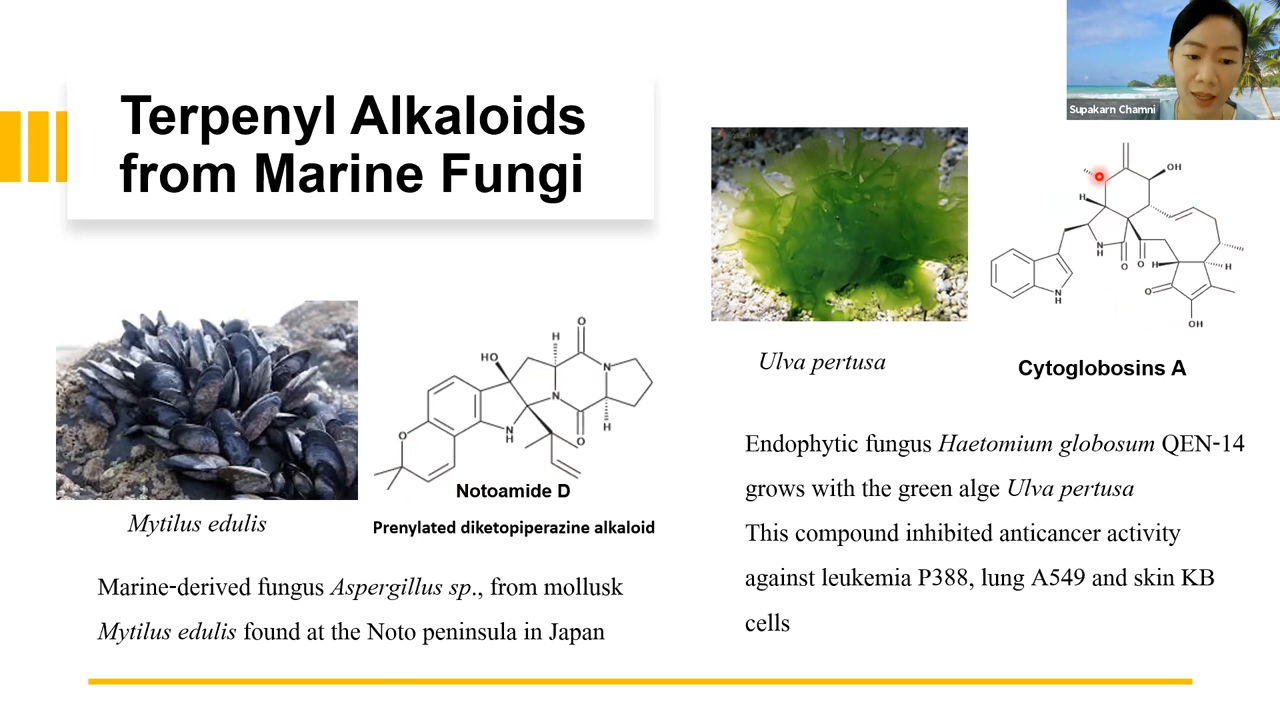 Terpenyl Alkaloids
from Marine Fungi
Supakarn Chamni
OH
H
NH
O
O
H
H
O
N
H
OH
Ulva pertusa
Cytoglobosins A
O
H
HO
N
N
O
N
H
O
H
Notoamide D
Prenylated diketopiperazine alkaloid
Mytilus edulis
Marine-derived fungus Aspergillus sp., from mollusk
Mytilus edulis found at the Noto peninsula in Japan
Endophytic fungus Haetomium globosum QEN-14
grows with the green alge Ulva pertusa
This compound inhibited anticancer activity
against leukemia P388, lung A549 and skin KB
cells